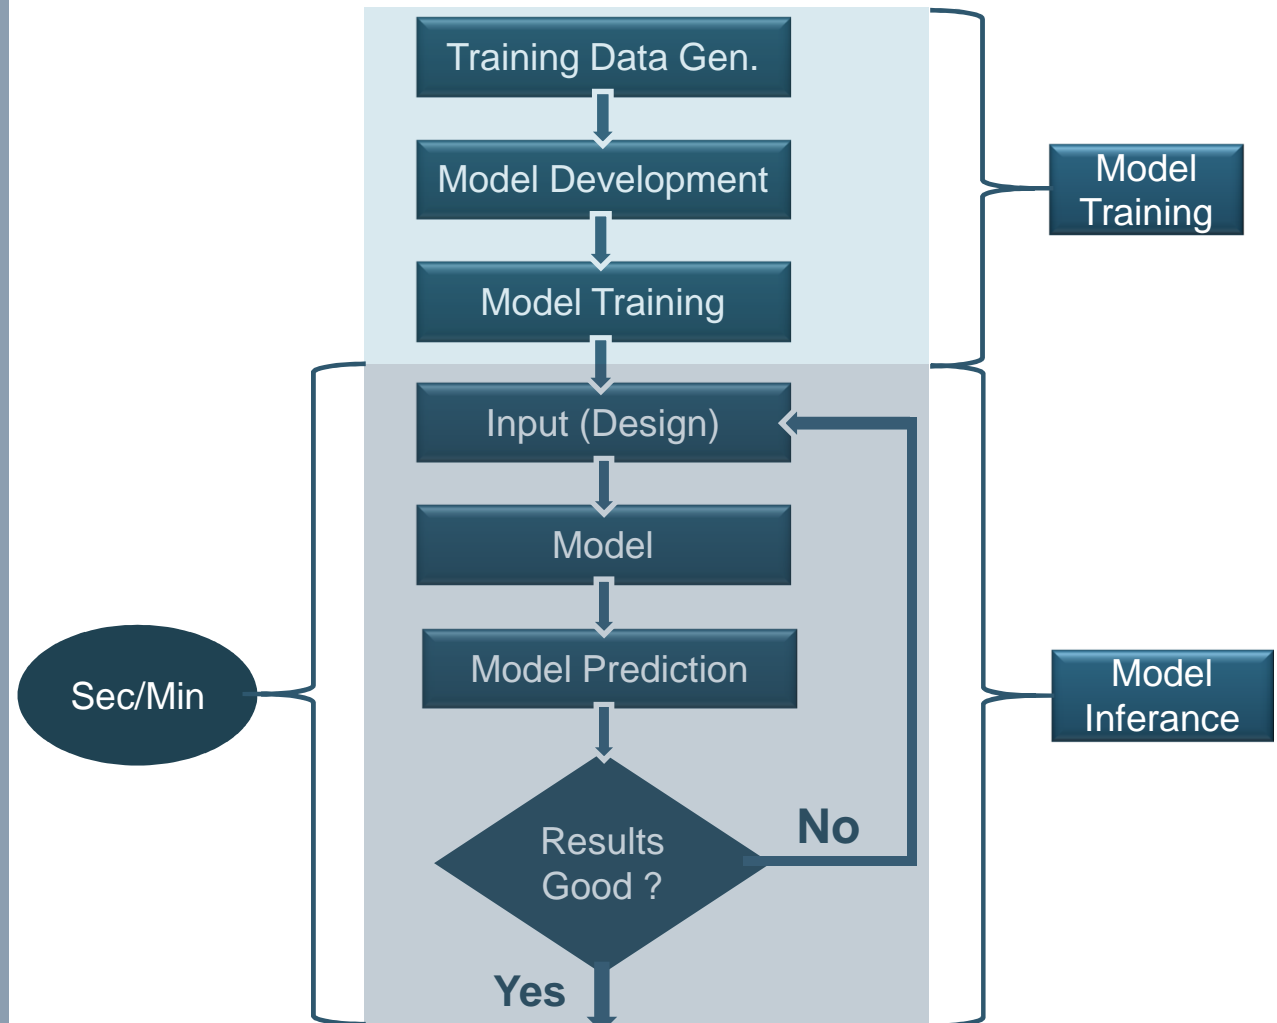 Training Data Gen.
Model Development
Model
Training
Model Training
Input (Design)
Model
Model Prediction
Sec/Min
Model
Inferance
Results
Good ?
No
Yes